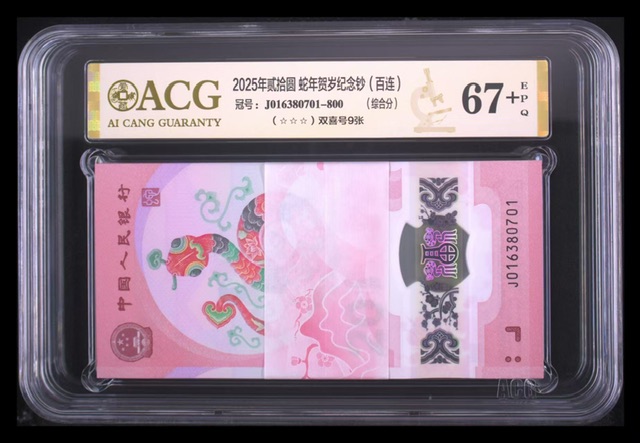 ACG
AI CANG GUARANTY
2025年贰拾圆 蛇年贺岁纪念钞（百连）
冠号：J016380701-800 （综合分）
（☆☆☆）双喜号9张
67+
EPQ
中国人民银行
J016380701
ACG